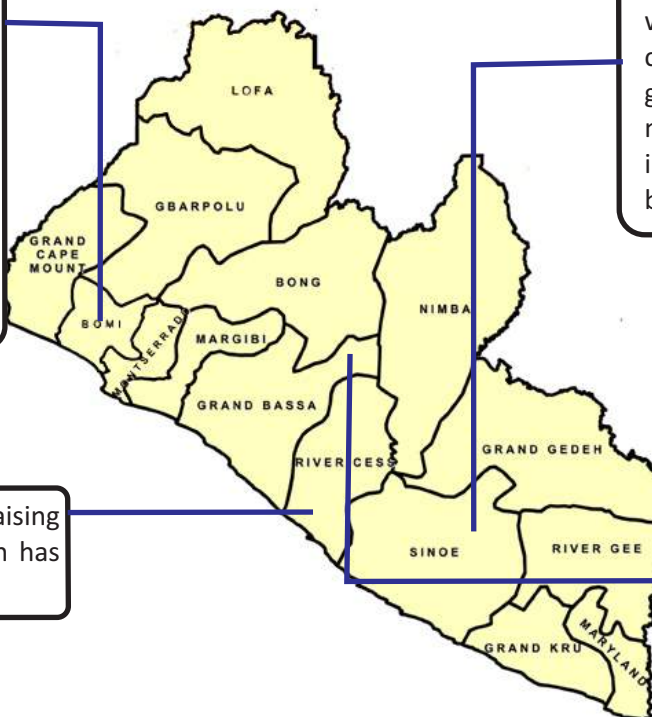 v
c
g
r
i
b
LOFA
GBARPOLU
GRAND
CAPE
MOUNT
BONG
NIMBA
BOMI
MONTSERRADO
MARGIBI
GRAND BASSA
RIVER CESS
GRAND GEDEH
aising
n has
SINOE
RIVER GEE
GRAND KRU
MARYLAND